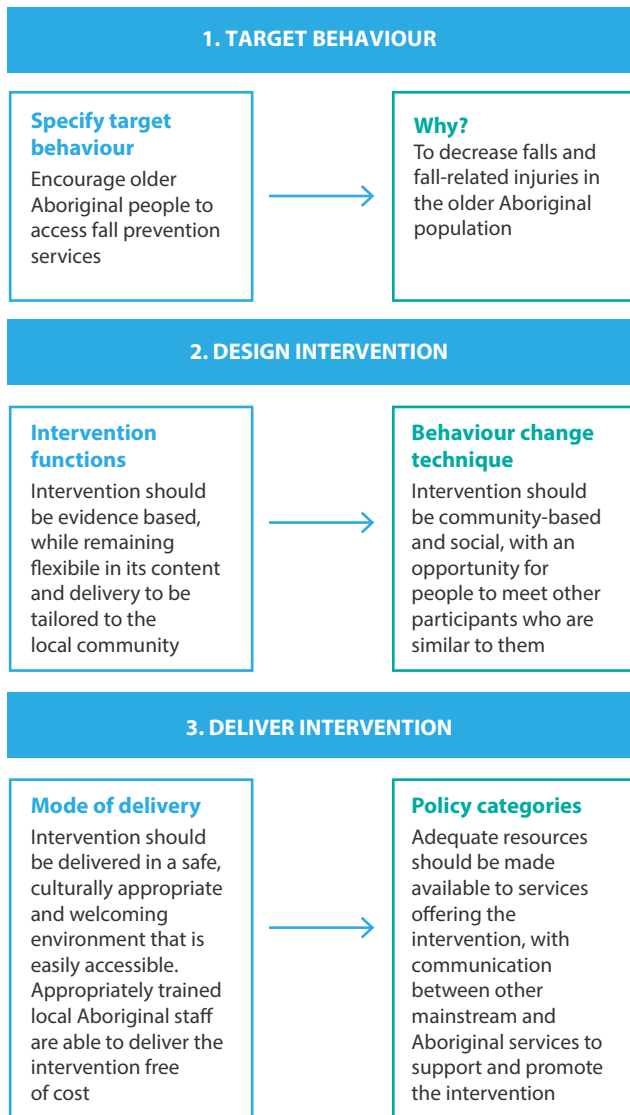 1. TARGET BEHAVIOUR
Specify target
behaviour
Encourage older
Aboriginal people to
access fall prevention
services
Why?
To decrease falls and
fall-related injuries in
the older Aboriginal
population
2. DESIGN INTERVENTION
Intervention
functions
Intervention should
be evidence based,
while remaining
flexibile in its content
and delivery to be
tailored to the
local community
Behaviour change
technique
Intervention should
be community-based
and social, with an
opportunity for
people to meet other
participants who are
similar to them
3. DELIVER INTERVENTION
Mode of delivery
Intervention should
be delivered in a safe,
culturally appropriate
and welcoming
environment that is
easily accessible.
Appropriately trained
local Aboriginal staff
are able to deliver the
intervention free
of cost
Policy categories
Adequate resources
should be made
available to services
offering the
intervention, with
communication
between other
mainstream and
Aboriginal services to
support and promote
the intervention